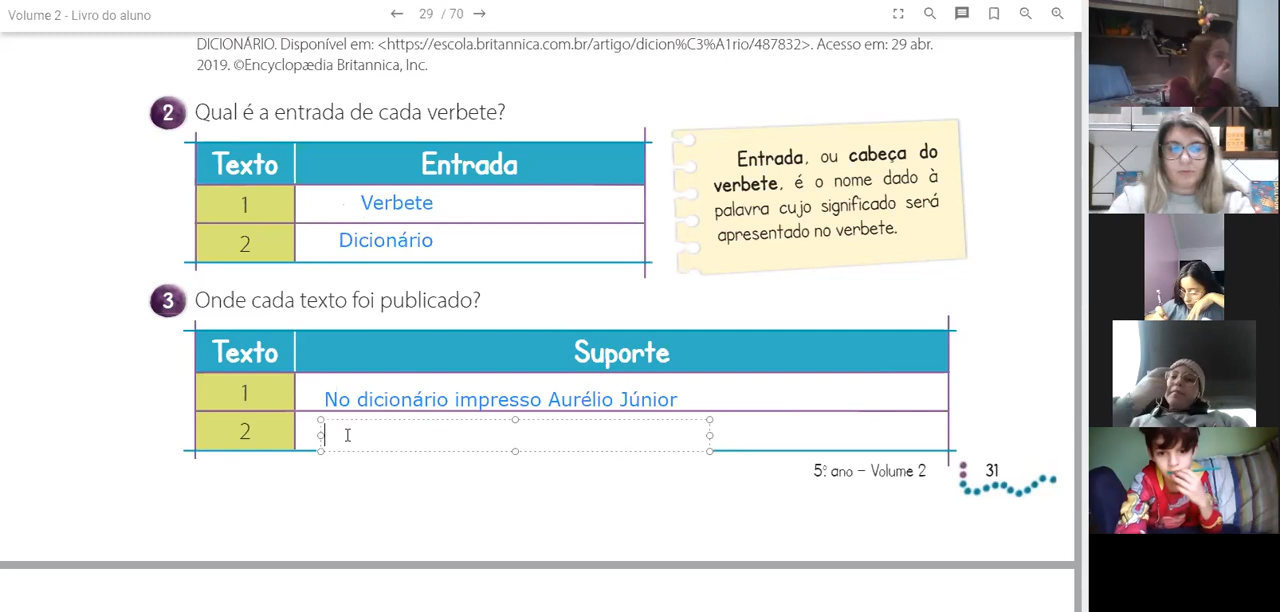 Volume 2 - Livro do aluno
29 / 70
DICIONÁRIO. Disponível em: <https://escola.britannica.com.br/artigo/dicion%C3%A1rio/487832>. Acesso em: 29 abr.
2019. ©Encyclopædia Britannica, Inc.
2 Qual é a entrada de cada verbete?
Texto Entrada
1 Verbete
2 Dicionário
Entrada, ou cabeça do
verbete, é o nome dado à
palavra cujo significado será
apresentado no verbete.
3 Onde cada texto foi publicado?
Texto Suporte
1 No dicionário impresso Aurélio Júnior
2
5º ano – Volume 2 31